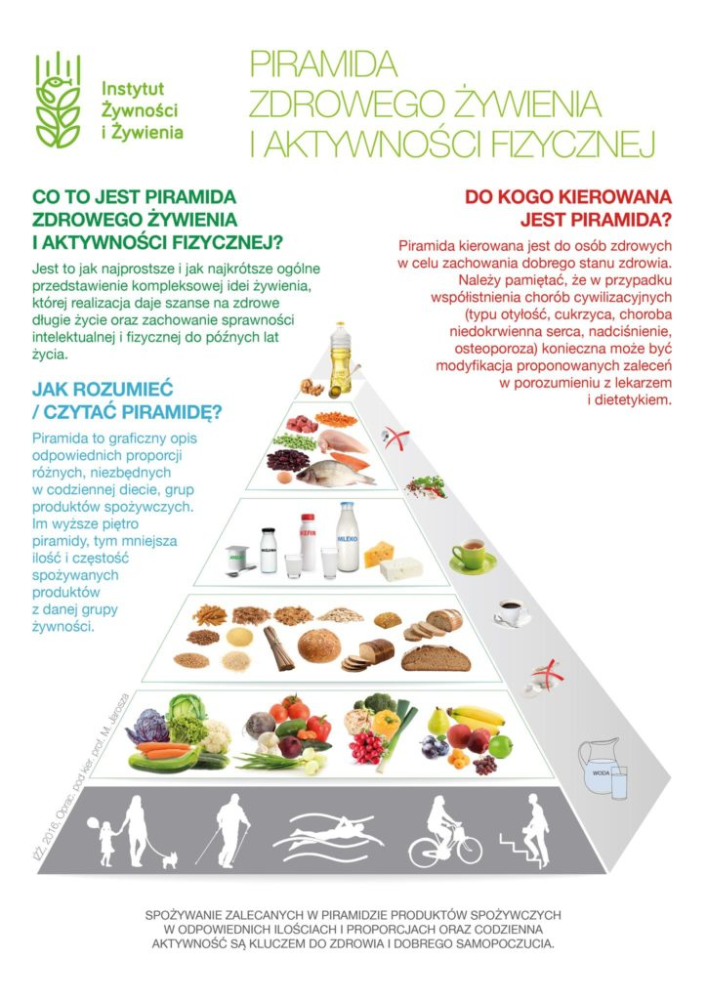 Instytut
Żywności
i Żywienia
PIRAMIDA
ZDROWEGO ŻYWIENIA
I AKTYWNOŚCI FIZYCZNEJ
CO TO JEST PIRAMIDA
ZDROWEGO ŻYWIENIA
I AKTYWNOŚCI FIZYCZNEJ?
Jest to jak najprostsze i jak najkrótsze ogólne
przedstawienie kompleksowej idei żywienia,
której realizacja daje szanse na zdrowe
długie życie oraz zachowanie sprawności
intelektualnej i fizycznej do późnych lat
życia.
DO KOGO KIEROWANA
JEST PIRAMIDA?
Piramida kierowana jest do osób zdrowych
w celu zachowania dobrego stanu zdrowia.
Należy pamiętać, że w przypadku
współistnienia chorób cywilizacyjnych
(typu otyłość, cukrzyca, choroba
niedokrwienna serca, nadciśnienie,
osteoporoza) konieczna może być
modyfikacja proponowanych zaleceń
w porozumieniu z lekarzem
i dietetykiem.
JAK ROZUMIEĆ
/ CZYTAĆ PIRAMIDĘ?
Piramida to graficzny opis
odpowiednich proporcji
różnych, niezbędnych
w codziennej diecie, grup
produktów spożywczych.
Im wyższe piętro
piramidy, tym mniejsza
ilość i częstość
spożywanych
produktów
z danej grupy
żywności.
JOGURT
MAŚLANKA
KEFIR
MLÉKO
WODA
IŻŻ, 2016, Oprac. pod kier. prof. M. Jarosza
SPOŻYWANIE ZALECANYCH W PIRAMIDZIE PRODUKTÓW SPOŻYWCZYCH
W ODPOWIEDNICH ILOŚCIACH I PROPORCJACH ORAZ CODZIENNA
AKTYWNOŚĆ SĄ KLUCZEM DO ZDROWIA I DOBREGO SAMOPOCZUCIA.